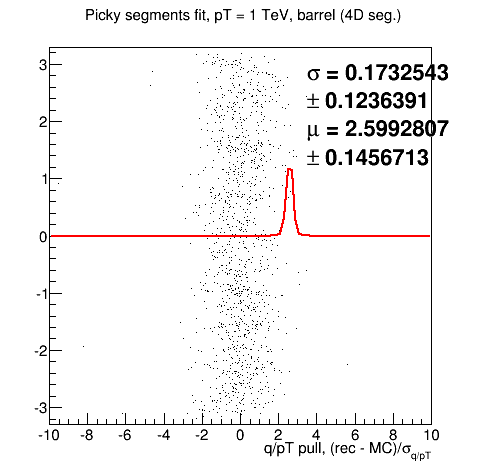 Picky segments fit, pT = 1 TeV, barrel (4D seg.)
σ = 0.1732543
± 0.1236391
μ = 2.5992807
± 0.1456713
3
2
1
0
-1
-2
-3
-10 -8 -6 -4 -2 0 2 4 6 8 10
q/pT pull, (rec - MC)/σq/pT